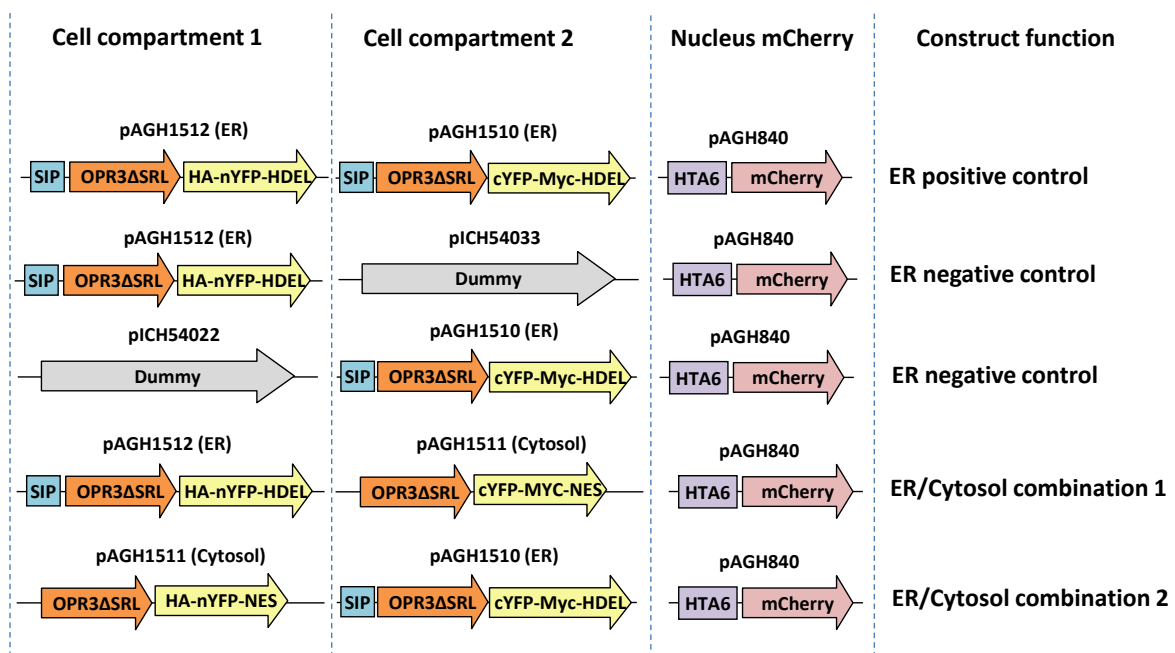 Cell compartment 1
Cell compartment 2
Nucleus mCherry
Construct function
pAGH1512 (ER)
SIP
OPR3ΔSRL
HA-nYFP-HDEL
pAGH1510 (ER)
SIP
OPR3ΔSRL
cYFP-Myc-HDEL
pAGH840
HTA6
mCherry
ER positive control
pAGH1512 (ER)
SIP
OPR3ΔSRL
HA-nYFP-HDEL
pICH54033
Dummy
pAGH840
HTA6
mCherry
ER negative control
pICH54022
Dummy
pAGH1510 (ER)
SIP
OPR3ΔSRL
cYFP-Myc-HDEL
pAGH840
HTA6
mCherry
ER negative control
pAGH1512 (ER)
SIP
OPR3ΔSRL
HA-nYFP-HDEL
pAGH1511 (Cytosol)
OPR3ΔSRL
cYFP-MYC-NES
pAGH840
HTA6
mCherry
ER/Cytosol combination 1
pAGH1511 (Cytosol)
OPR3ΔSRL
HA-nYFP-NES
pAGH1510 (ER)
SIP
OPR3ΔSRL
cYFP-Myc-HDEL
pAGH840
HTA6
mCherry
ER/Cytosol combination 2